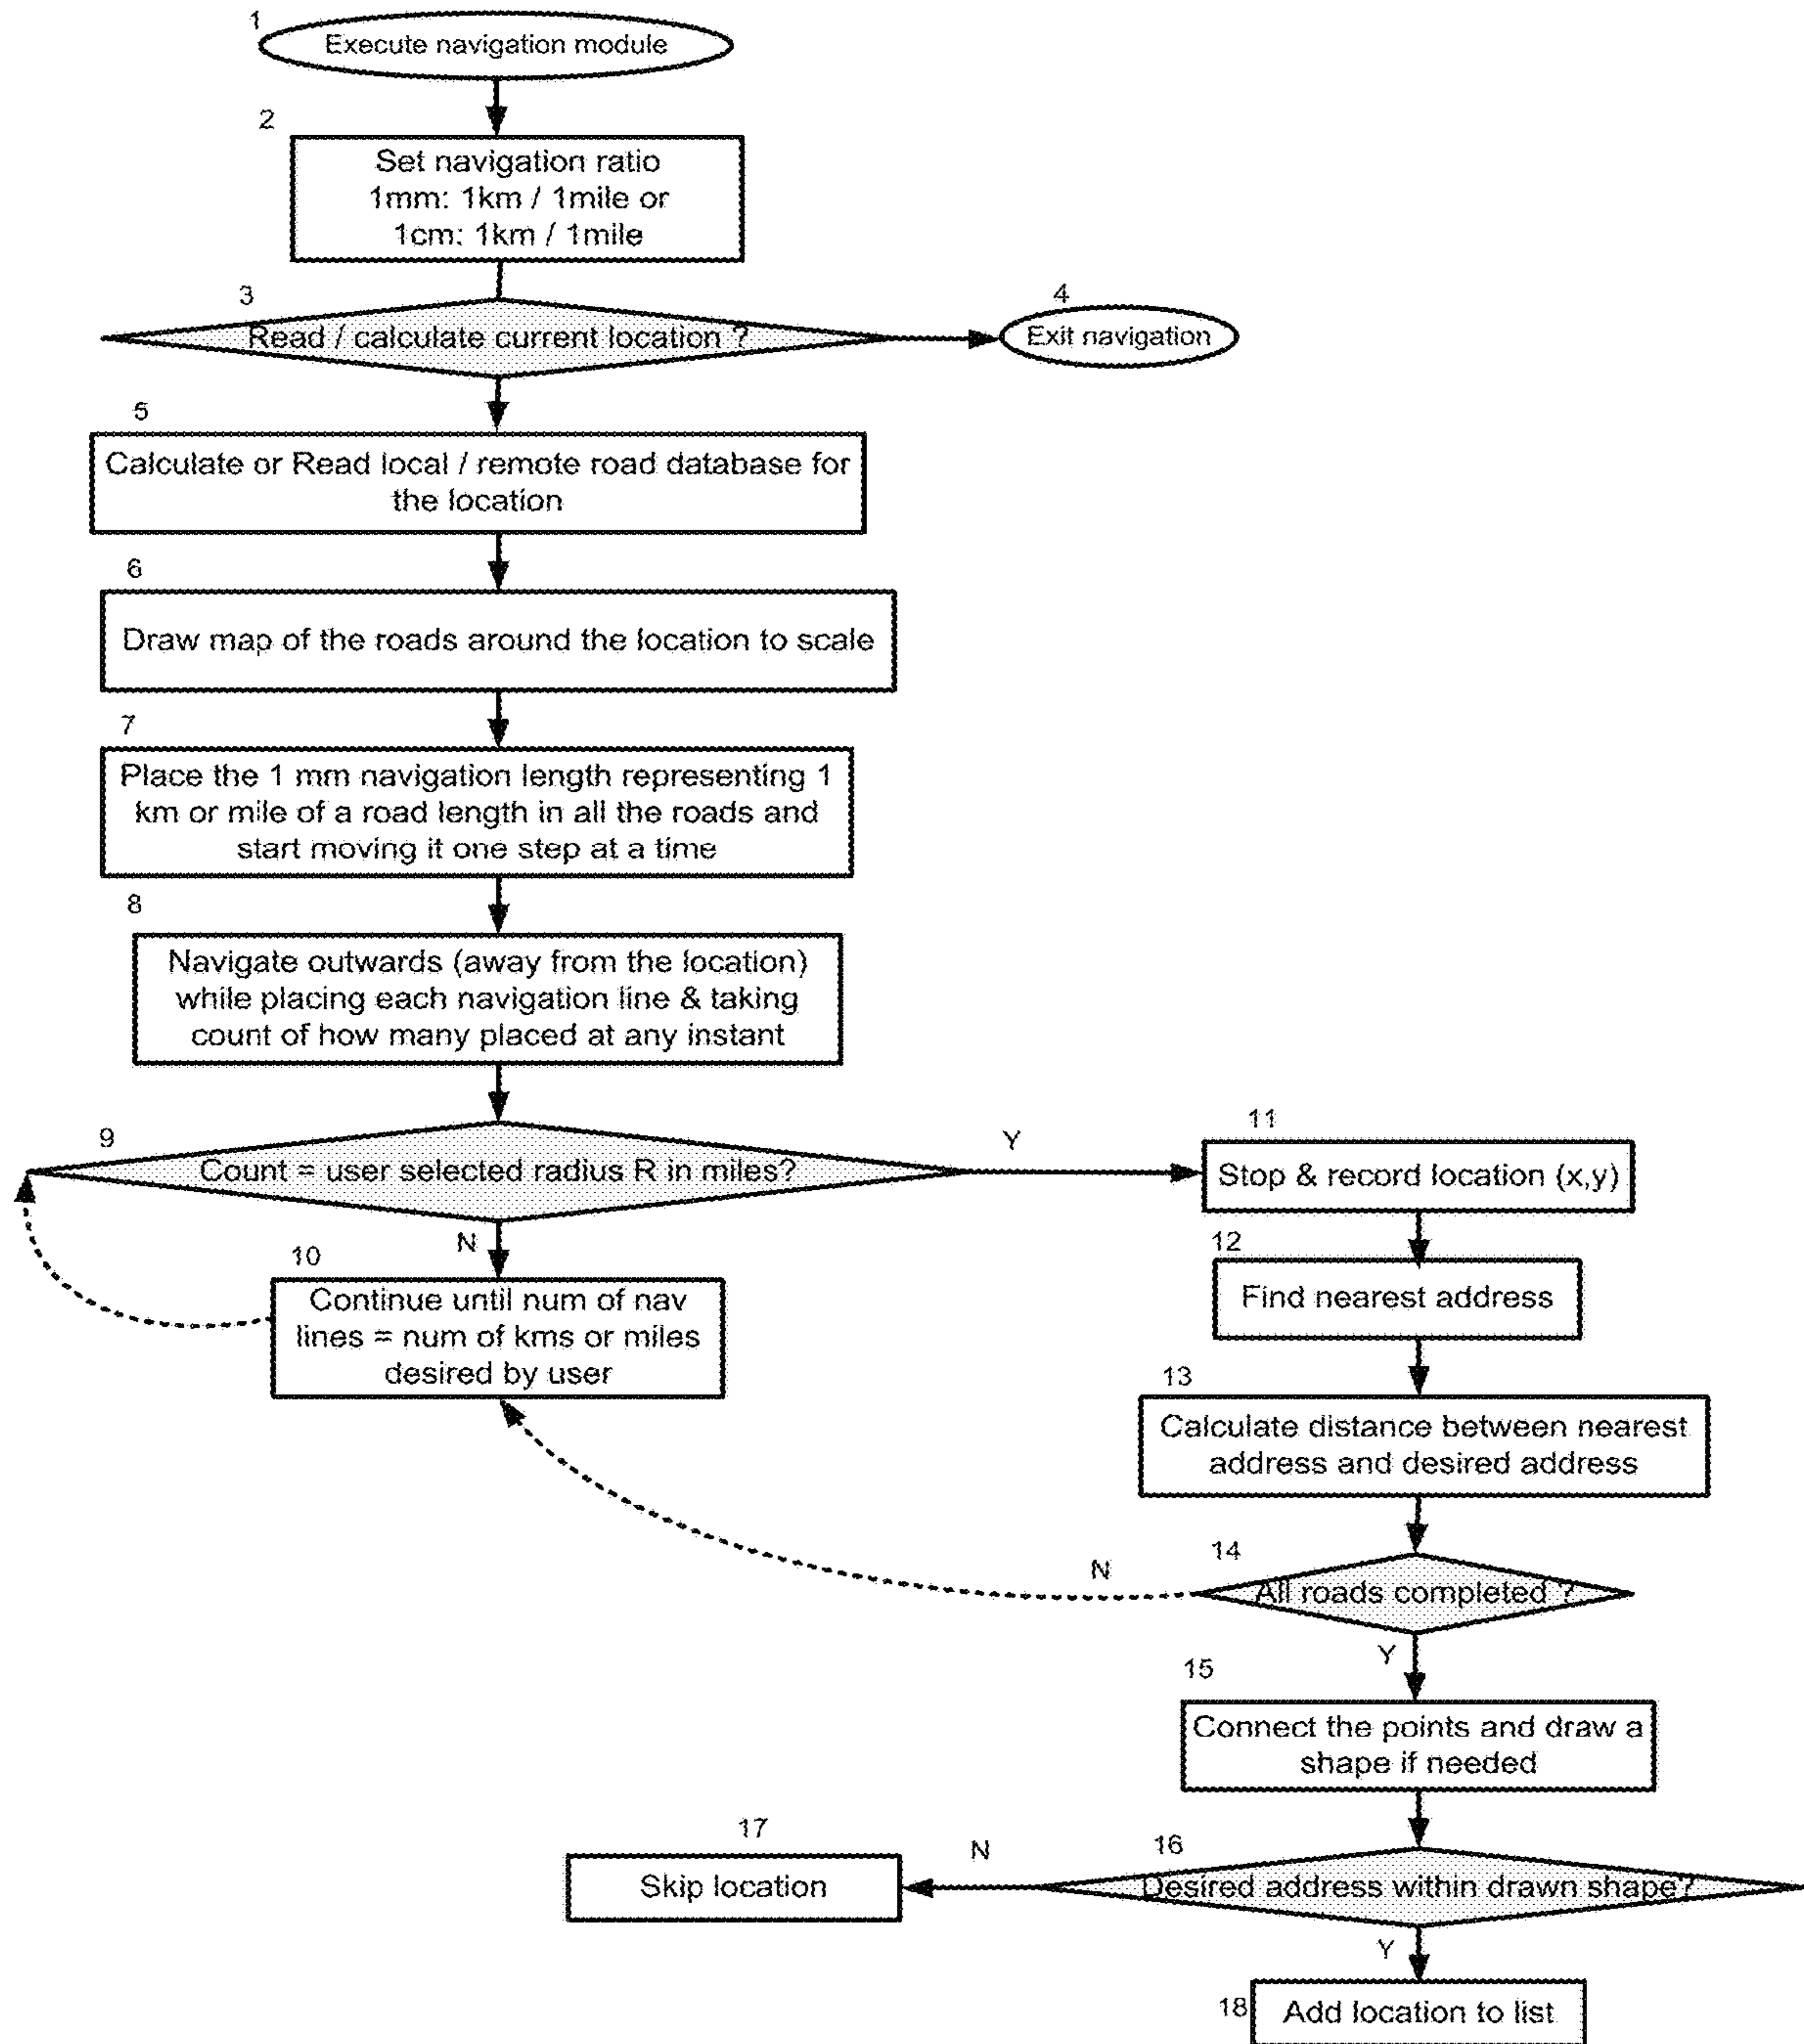 1
Execute navigation module
2
Set navigation ratio
1mm: 1km / 1mile or
1cm: 1km / 1mile
3
Read / calculate current location ?
4
Exit navigation
5
Calculate or Read local / remote road database for
the location
6
Draw map of the roads around the location to scale
7
Place the 1 mm navigation length representing 1
km or mile of a road length in all the roads and
start moving it one step at a time
8
Navigate outwards (away from the location)
while placing each navigation line & taking
count of how many placed at any instant
9
Count = user selected radius R in miles?
Y
N
10
Continue until num of nav
lines = num of kms or miles
desired by user
11
Stop & record location (x,y)
12
Find nearest address
13
Calculate distance between nearest
address and desired address
14
All roads completed ?
N
Y
15
Connect the points and draw a
shape if needed
16
Desired address within drawn shape?
N
17
Skip location
Y
18
Add location to list